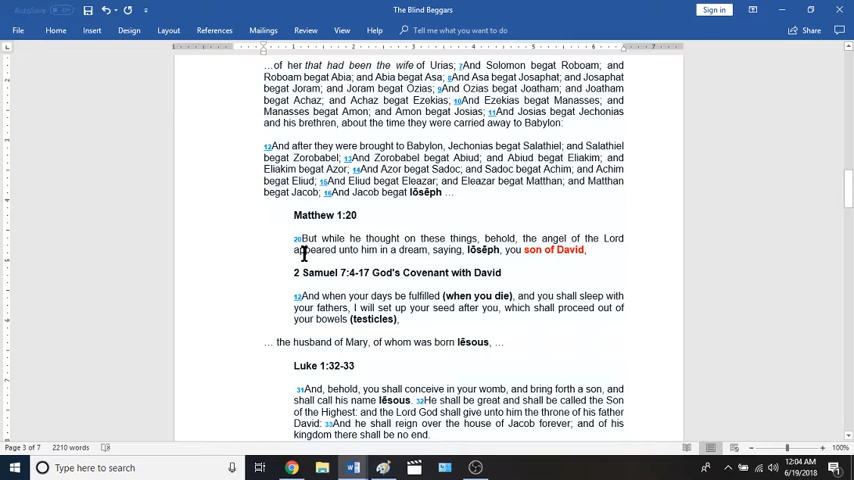 AutoSave
The Blind Beggars
Sign in
File Home Insert Design Layout References Mailings Review View Help Tell me what you want to do Share
…of her that had been the wife of Urias; 7And Solomon begat Roboam; and
Roboam begat Abia; and Abia begat Asa; 8And Asa begat Josaphat; and Josaphat
begat Joram; and Joram begat Ozias; 9And Ozias begat Joatham; and Joatham
begat Achaz; and Achaz begat Ezekias; 10And Ezekias begat Manasses; and
Manasses begat Amon; and Amon begat Josias; 11And Josias begat Jechonias
and his brethren, about the time they were carried away to Babylon:
12And after they were brought to Babylon, Jechonias begat Salathiel; and Salathiel
begat Zorobabel; 13And Zorobabel begat Abiud; and Abiud begat Eliakim; and
Eliakim begat Azor; 14And Azor begat Sadoc; and Sadoc begat Achim; and Achim
begat Eliud; 15And Eliud begat Eleazar; and Eleazar begat Matthan; and Matthan
begat Jacob; 16And Jacob begat Iōsēph …
Matthew 1:20
20But while he thought on these things, behold, the angel of the Lord
appeared unto him in a dream, saying, Iōsēph, you son of David,
2 Samuel 7:4-17 God's Covenant with David
12And when your days be fulfilled (when you die), and you shall sleep with
your fathers, I will set up your seed after you, which shall proceed out of
your bowels (testicles),
… the husband of Mary, of whom was born Iēsous, …
Luke 1:32-33
31And, behold, you shall conceive in your womb, and bring forth a son, and
shall call his name Iēsous. 32He shall be great and shall be called the Son
of the Highest: and the Lord God shall give unto him the throne of his father
David: 33And he shall reign over the house of Jacob forever; and of his
kingdom there shall be no end.
Page 3 of 7 2210 words 100%
Type here to search
12:04 AM
6/19/2018